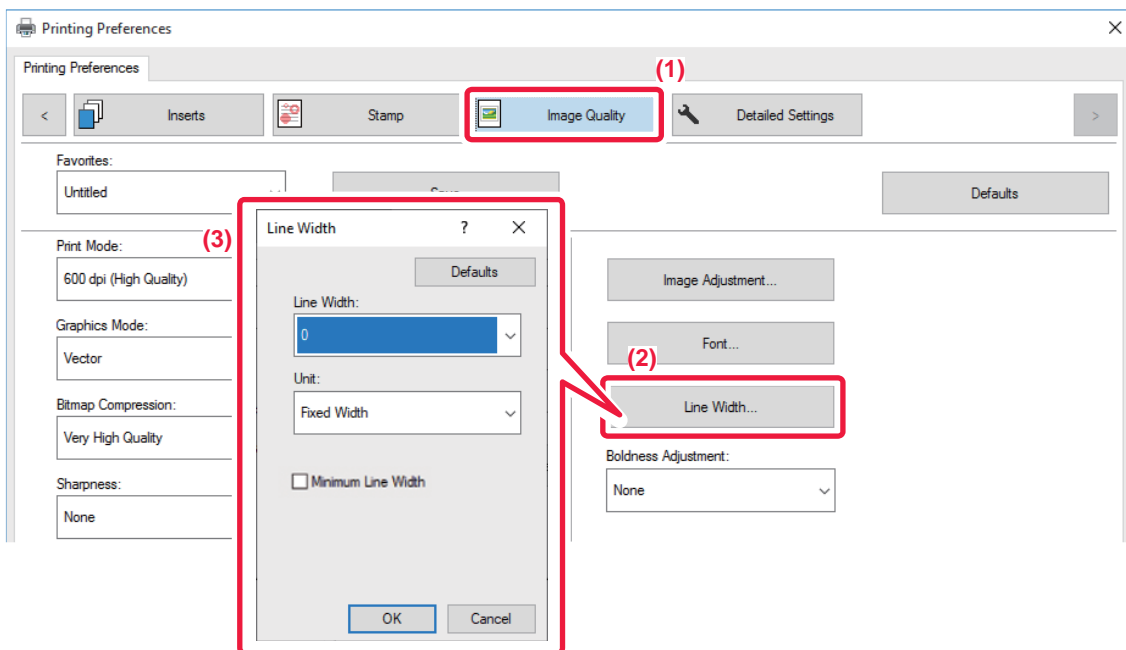 Printing Preferences
Printing Preferences
(1)
<
Inserts
Stamp
Image Quality
Detailed Settings
>
Favorites:
Untitled
Defaults
Print Mode:
600 dpi (High Quality)
Graphics Mode:
Vector
Bitmap Compression:
Very High Quality
Sharpness:
None
(3)
Line Width
?
Defaults
Line Width:
0
Unit:
Fixed Width
Minimum Line Width
OK
Cancel
Image Adjustment...
Font...
(2)
Line Width...
Boldness Adjustment:
None